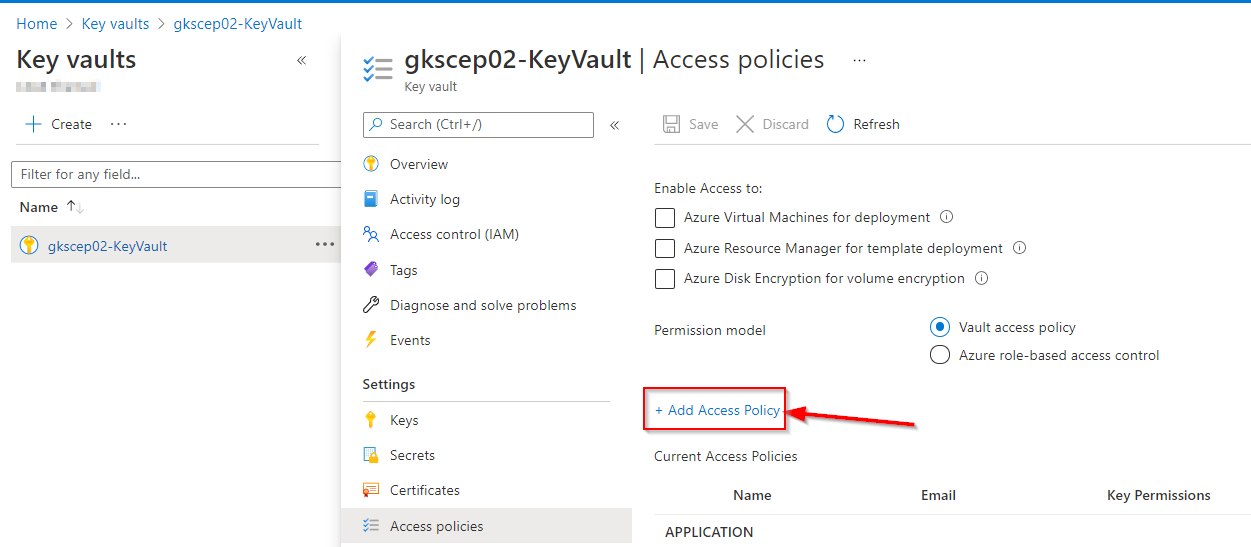 Home > Key vaults > gkscep02-KeyVault
Key vaults
«
+ Create ...
Filter for any field...
Name ↑↓
gkscep02-KeyVault ...
gkscep02-KeyVault | Access policies ...
Key vault
Search (Ctrl+/)
«
Overview
Activity log
Access control (IAM)
Tags
Diagnose and solve problems
Events
Settings
Keys
Secrets
Certificates
Access policies
Save Discard Refresh
Enable Access to:
Azure Virtual Machines for deployment
Azure Resource Manager for template deployment
Azure Disk Encryption for volume encryption
Permission model
Vault access policy
Azure role-based access control
+ Add Access Policy
Current Access Policies
Name Email Key Permissions
APPLICATION